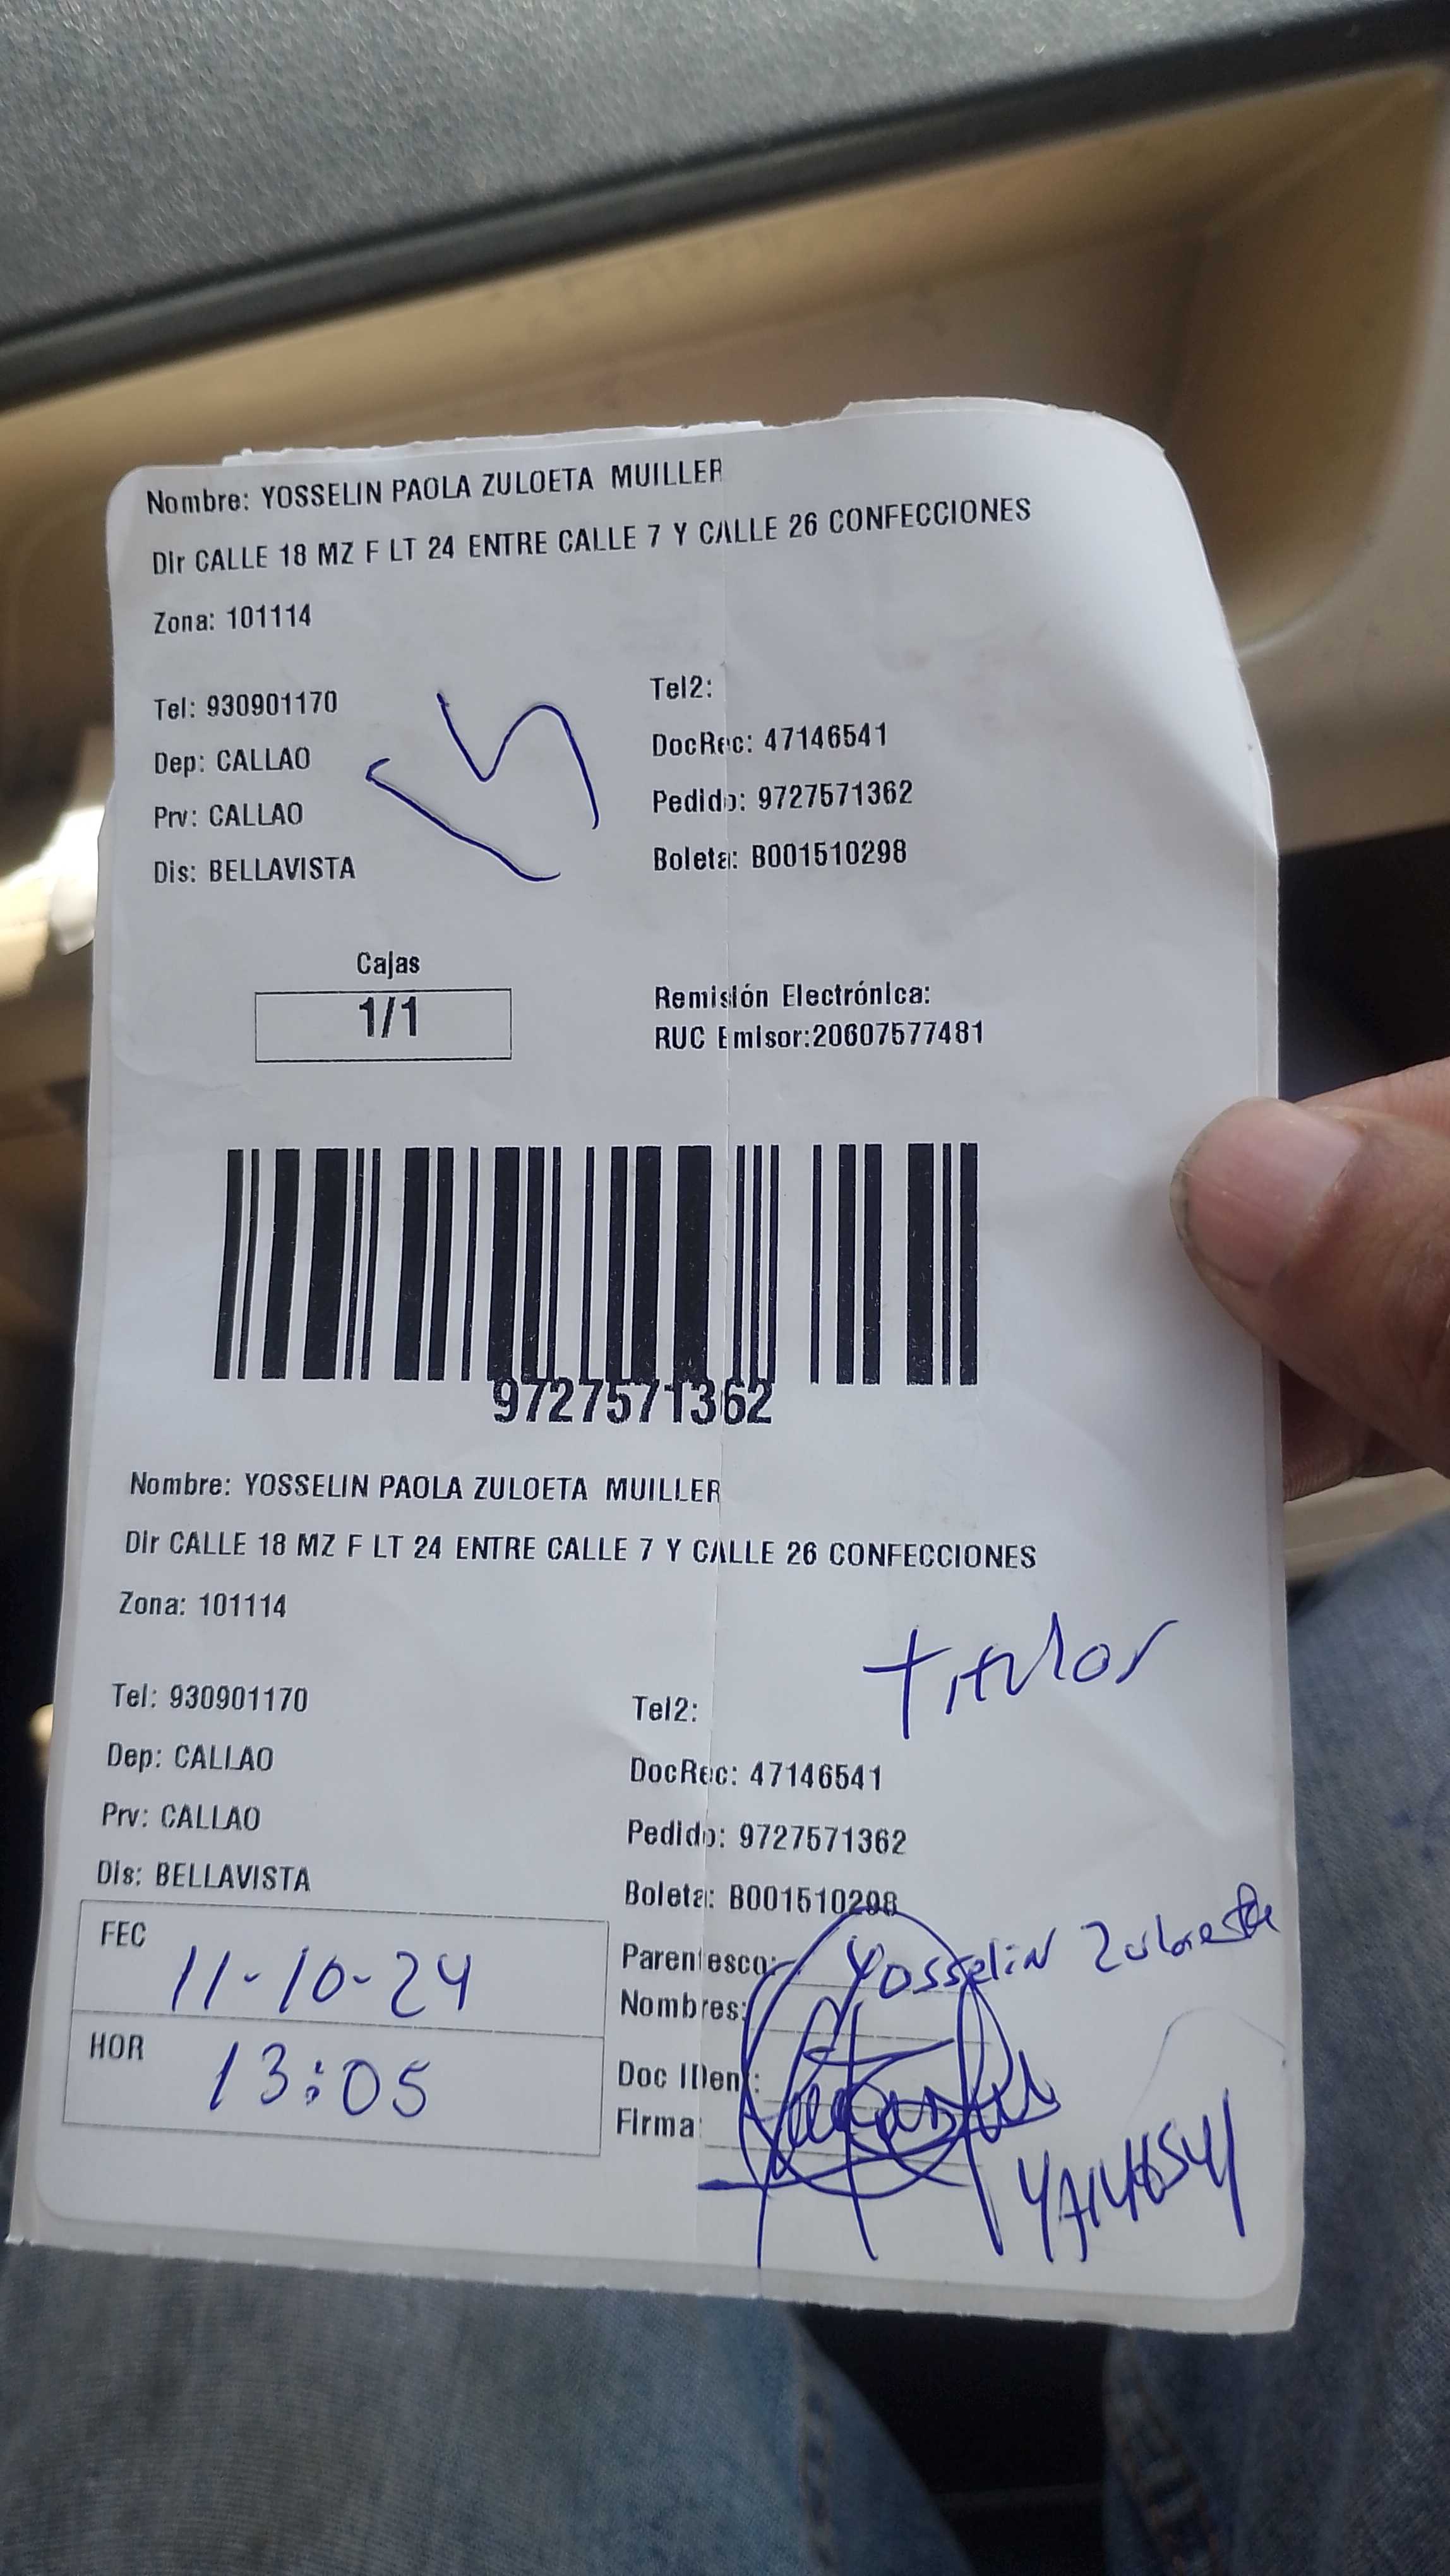 Nombre: YOSSELIN PAOLA ZULOETA MUILLER
Dir CALLE 18 MZ F LT 24 ENTRE CALLE 7 Y CALLE 26 CONFECCIONES
Zona: 101114
Tel: 930901170
Tel2:
Dep: CALLAO
DocRec: 47146541
Prv: CALLAO
Pedido: 9727571362
Dis: BELLAVISTA
Boleta: B001510298
Cajas
1/1
Remisión Electrónica:
RUC Emisor:20607577481
9727571362
Nombre: YOSSELIN PAOLA ZULOETA MUILLER
Dir CALLE 18 MZ F LT 24 ENTRE CALLE 7 Y CALLE 26 CONFECCIONES
Zona: 101114
titular
Tel: 930901170
Tel2:
Dep: CALLAO
DocRec: 47146541
Prv: CALLAO
Pedido: 9727571362
Dis: BELLAVISTA
Boleta: B001510298
FEC 11-10-24
Parentesco: Yosselin Zuloeta
Nombres:
HOR 13:05
Doc Iden:
Firma:
47146541